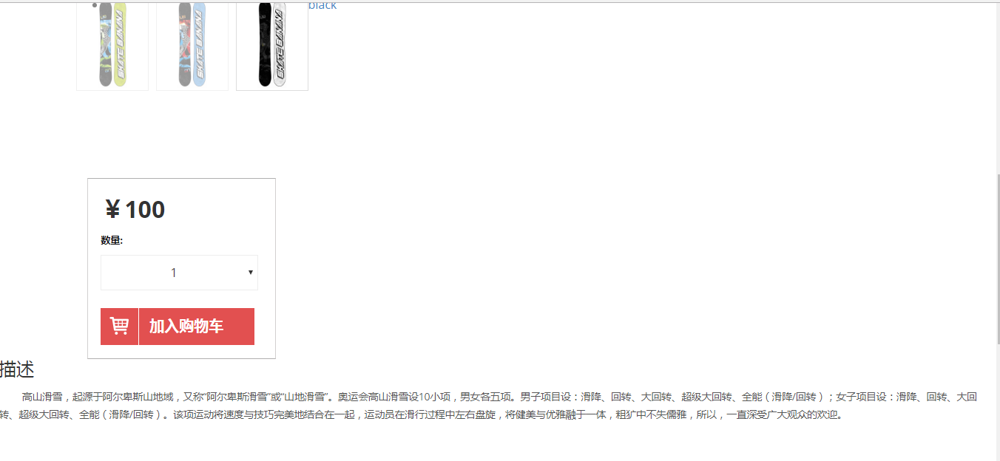 black
SKATE BANANA
SKATE BANANA
SKATE BANANA
￥100
数量:
1
加入购物车
描述
高山滑雪，起源于阿尔卑斯山地域，又称“阿尔卑斯滑雪”或“山地滑雪”。奥运会高山滑雪设10小项，男女各五项。男子项目设：滑降、回转、大回转、超级大回转、全能（滑降/回转）；女子项目设：滑降、回转、大回
转、超级大回转、全能（滑降/回转）。该项运动将速度与技巧完美地结合在一起，运动员在滑行过程中左右盘旋，将健美与优雅融于一体，粗犷中不失儒雅，所以，一直深受广大观众的欢迎。